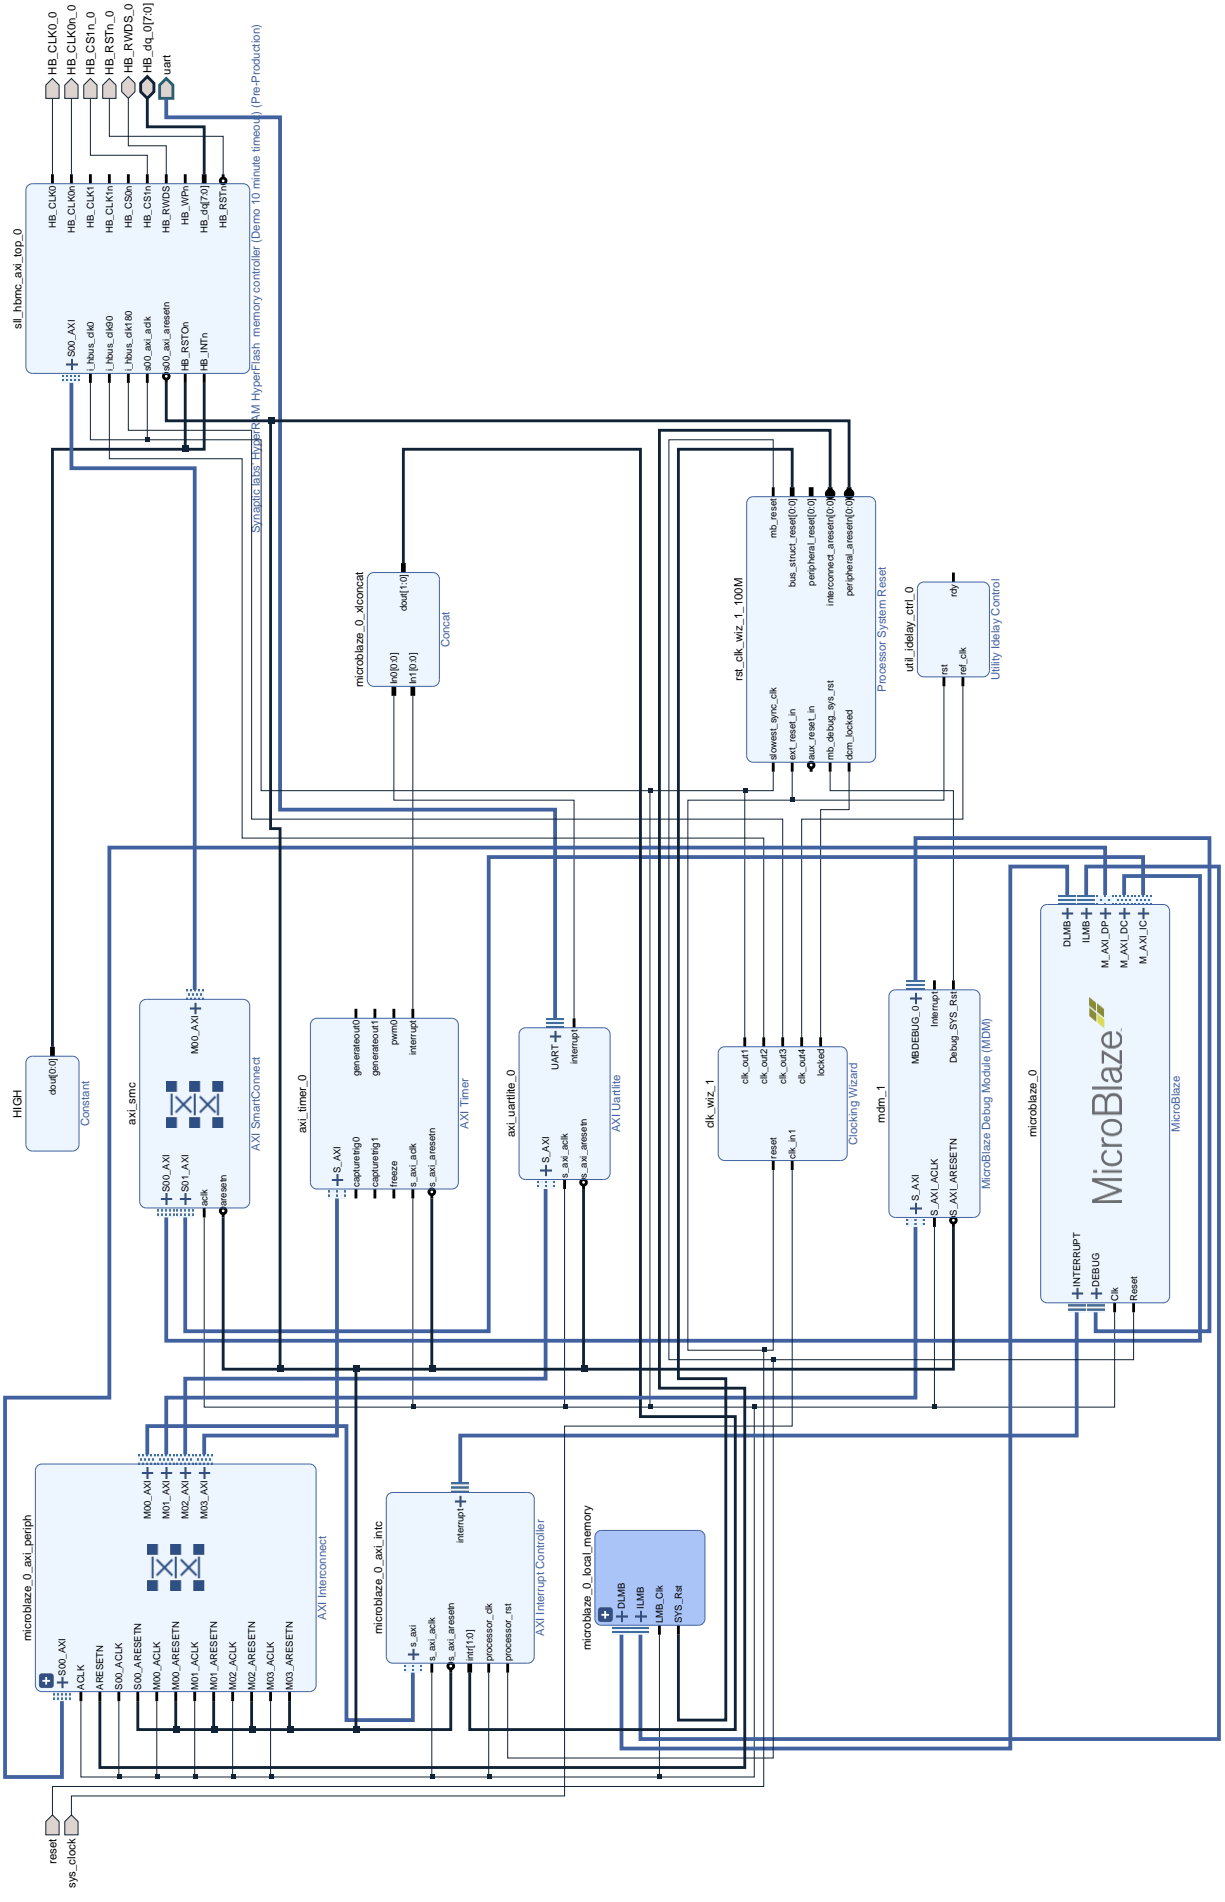 reset
sys_clock
microblaze_0_axi_periph
S00_AXI
ACLK
ARESETN
S00_ACLK
S00_ARESETN
M00_ACLK
M00_ARESETN
M01_ACLK
M01_ARESETN
M02_ACLK
M02_ARESETN
M03_ACLK
M03_ARESETN
M00_AXI
M01_AXI
M02_AXI
M03_AXI
AXI Interconnect
microblaze_0_axi_intc
s_axi
s_axi_aclk
s_axi_aresetn
intr[1:0]
processor_clk
processor_rst
interrupt
AXI Interrupt Controller
microblaze_0_local_memory
DLMB
ILMB
LMB_Clk
SYS_Rst
HIGH
dout[0:0]
Constant
axi_smc
S00_AXI
S01_AXI
aclk
aresetn
M00_AXI
AXI SmartConnect
axi_timer_0
S_AXI
capturetrig0
capturetrig1
freeze
s_axi_aclk
s_axi_aresetn
generateout0
generateout1
pwm0
interrupt
AXI Timer
axi_uartlite_0
S_AXI
s_axi_aclk
s_axi_aresetn
UART
interrupt
AXI Uartlite
clk_wiz_1
reset
clk_in1
clk_out1
clk_out2
clk_out3
clk_out4
locked
Clocking Wizard
mdm_1
S_AXI
S_AXI_ACLK
S_AXI_ARESETN
MBDEBUG_0
Interrupt
Debug_SYS_Rst
MicroBlaze Debug Module (MDM)
microblaze_0
INTERRUPT
DEBUG
Clk
Reset
MicroBlaze
DLMB
ILMB
M_AXI_DP
M_AXI_DC
M_AXI_IC
MicroBlaze
microblaze_0_xlconcat
In0[0:0]
In1[0:0]
dout[1:0]
Concat
rst_clk_wiz_1_100M
slowest_sync_clk
ext_reset_in
aux_reset_in
mb_debug_sys_rst
dcm_locked
mb_reset
bus_struct_reset[0:0]
peripheral_reset[0:0]
interconnect_aresetn[0:0]
peripheral_aresetn[0:0]
Processor System Reset
util_idelay_ctrl_0
rst
ref_clk
rdy
Utility Idelay Control
sll_hbmc_axi_top_0
S00_AXI
i_hbus_clk0
i_hbus_clk90
i_hbus_clk180
s00_axi_aclk
s00_axi_aresetn
HB_RSTOn
HB_INTn
HB_CLK0
HB_CLK0n
HB_CLK1
HB_CLK1n
HB_CS0n
HB_CS1n
HB_RWDS
HB_WPn
HB_dq[7:0]
HB_RSTn
Synaptic labs' HyperRAM HyperFlash memory controller (Demo 10 minute timeout) (Pre-Production)
HB_CLK0_0
HB_CLK0n_0
HB_CS1n_0
HB_RSTn_0
HB_RWDS_0
HB_dq_0[7:0]
uart